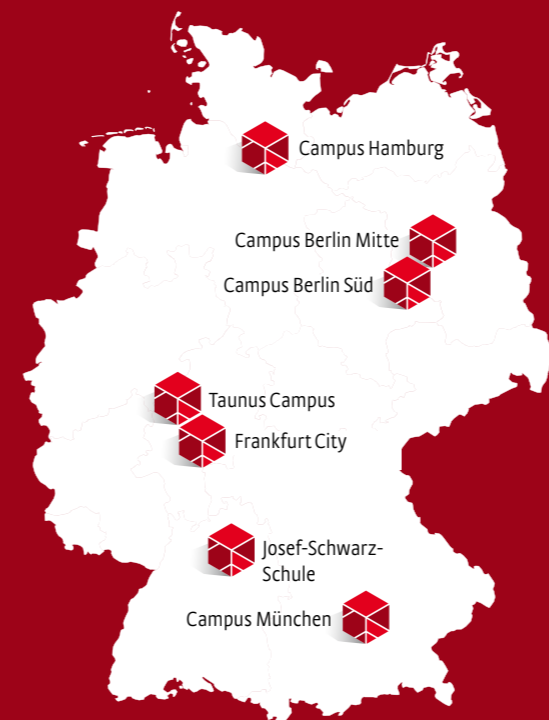 Campus Hamburg
Campus Berlin Mitte
Campus Berlin Süd
Taunus Campus
Frankfurt City
Josef-Schwarz-
Schule
Campus München